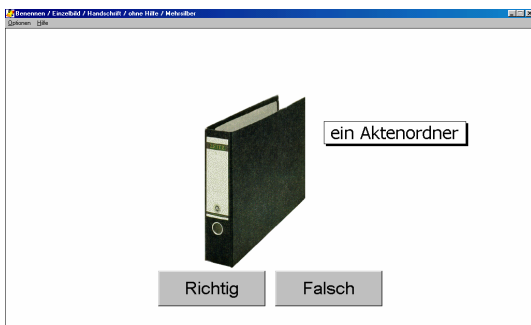 Benennen / Einzelbild / Handschrift / ohne Hilfe / Mehrsilber
Optionen Hilfe
ein Aktenordner
Richtig Falsch